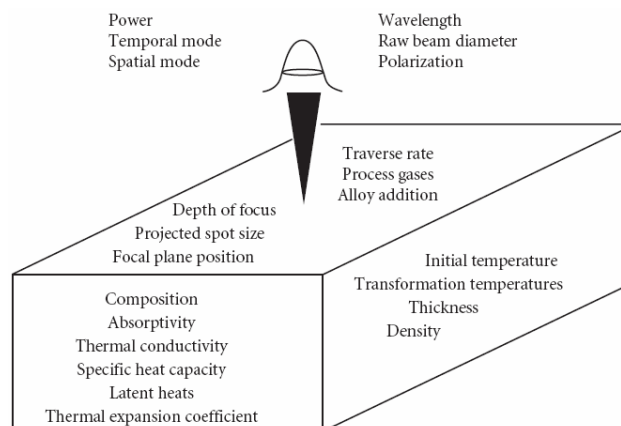 Power
Temporal mode
Spatial mode
Wavelength
Raw beam diameter
Polarization
Traverse rate
Process gases
Alloy addition
Depth of focus
Projected spot size
Focal plane position
Initial temperature
Transformation temperatures
Thickness
Density
Composition
Absorptivity
Thermal conductivity
Specific heat capacity
Latent heats
Thermal expansion coefficient